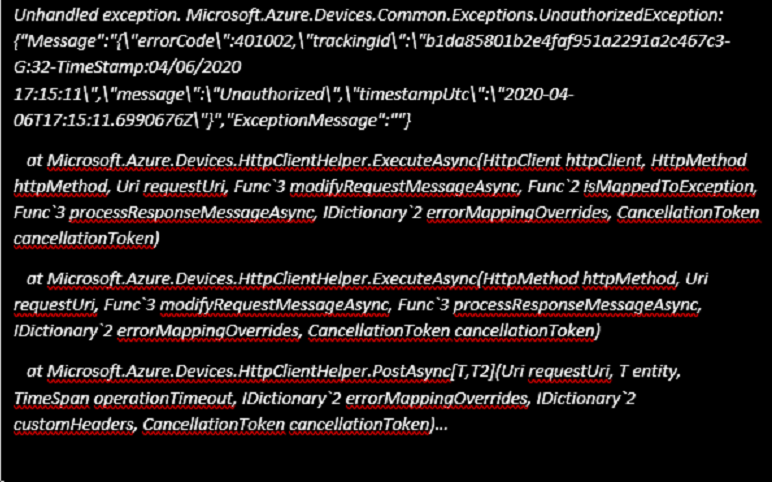 Unhandled exception. Microsoft.Azure.Devices.Common.Exceptions.UnauthorizedException:
{"Message":"{\"errorCode\":401002,\"trackingId\":\"b1da85801b2e4faf951a2291a2c467c3-
G:32-TimeStamp:04/06/2020
17:15:11\",\"message\":\"Unauthorized\",\"timestampUtc\":\"2020-04-
06T17:15:11.6990676Z\"}","ExceptionMessage":""}
at Microsoft.Azure.Devices.HttpClientHelper.ExecuteAsync(HttpClient httpClient, HttpMethod
httpMethod, Uri requestUri, Func`3 modifyRequestMessageAsync, Func`2 isMappedToException,
Func`3 processResponseMessageAsync, IDictionary`2 errorMappingOverrides, CancellationToken
cancellationToken)
at Microsoft.Azure.Devices.HttpClientHelper.ExecuteAsync(HttpMethod httpMethod, Uri
requestUri, Func`3 modifyRequestMessageAsync, Func`3 processResponseMessageAsync,
IDictionary`2 errorMappingOverrides, CancellationToken cancellationToken)
at Microsoft.Azure.Devices.HttpClientHelper.PostAsync[T,T2](Uri requestUri, T entity,
TimeSpan operationTimeout, IDictionary`2 errorMappingOverrides, IDictionary`2
customHeaders, CancellationToken cancellationToken)...